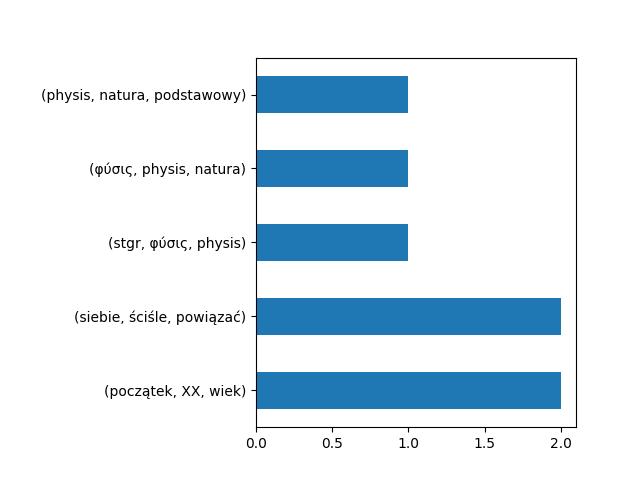 (physis, natura, podstawowy)
(φύσις, physis, natura)
(stgr, φύσις, physis)
(siebie, ściśle, powiązać)
(początek, XX, wiek)
0.0 0.5 1.0 1.5 2.0